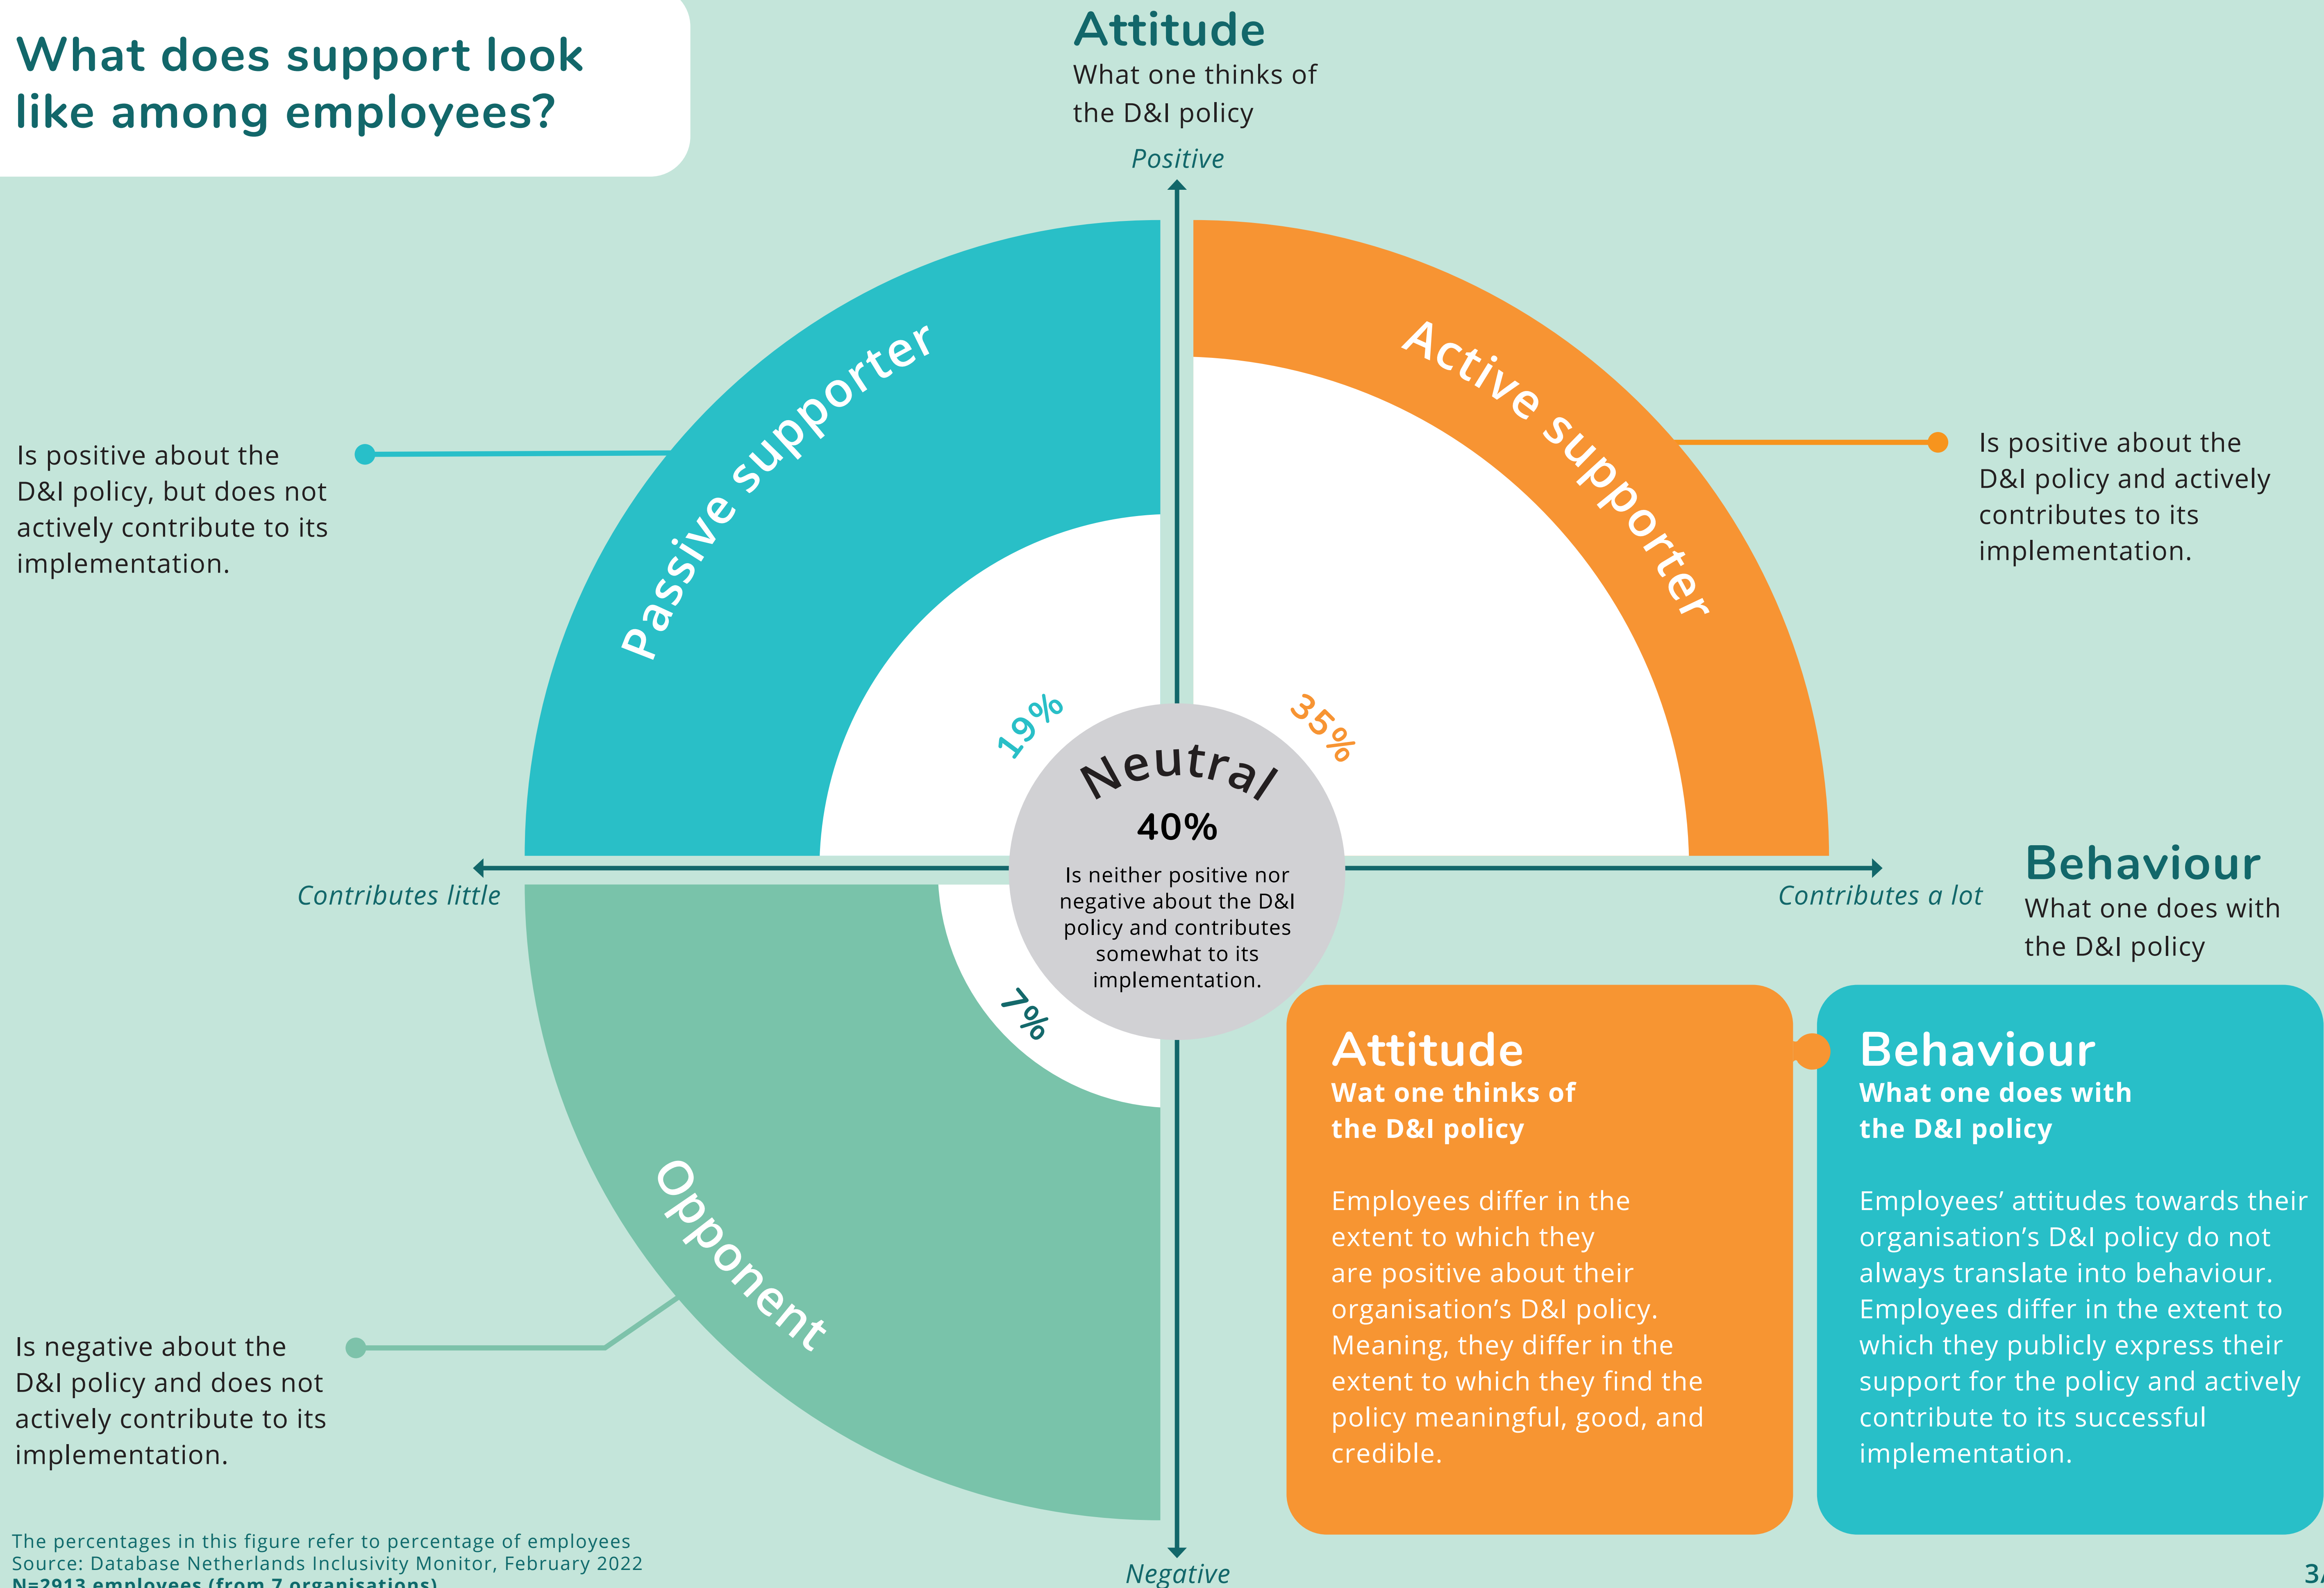 What does support look
like among employees?
Attitude
What one thinks of
the D&I policy
Positive
Passive supporter
Active supporter
Is positive about the
D&I policy, but does not
actively contribute to its
implementation.
Is positive about the
D&I policy and actively
contributes to its
implementation.
19%
35%
Neutral
40%
Is neither positive nor
negative about the D&I
policy and contributes
somewhat to its
implementation.
Contributes little
Contributes a lot
Behaviour
What one does with
the D&I policy
7%
Opponent
Is negative about the
D&I policy and does not
actively contribute to its
implementation.
Attitude
Wat one thinks of
the D&I policy
Employees differ in the
extent to which they
are positive about their
organisation’s D&I policy.
Meaning, they differ in the
extent to which they find the
policy meaningful, good, and
credible.
Behaviour
What one does with
the D&I policy
Employees’ attitudes towards their
organisation’s D&I policy do not
always translate into behaviour.
Employees differ in the extent to
which they publicly express their
support for the policy and actively
contribute to its successful
implementation.
The percentages in this figure refer to percentage of employees
Source: Database Netherlands Inclusivity Monitor, February 2022
N=2913 employees (from 7 organisations)
Negative
3